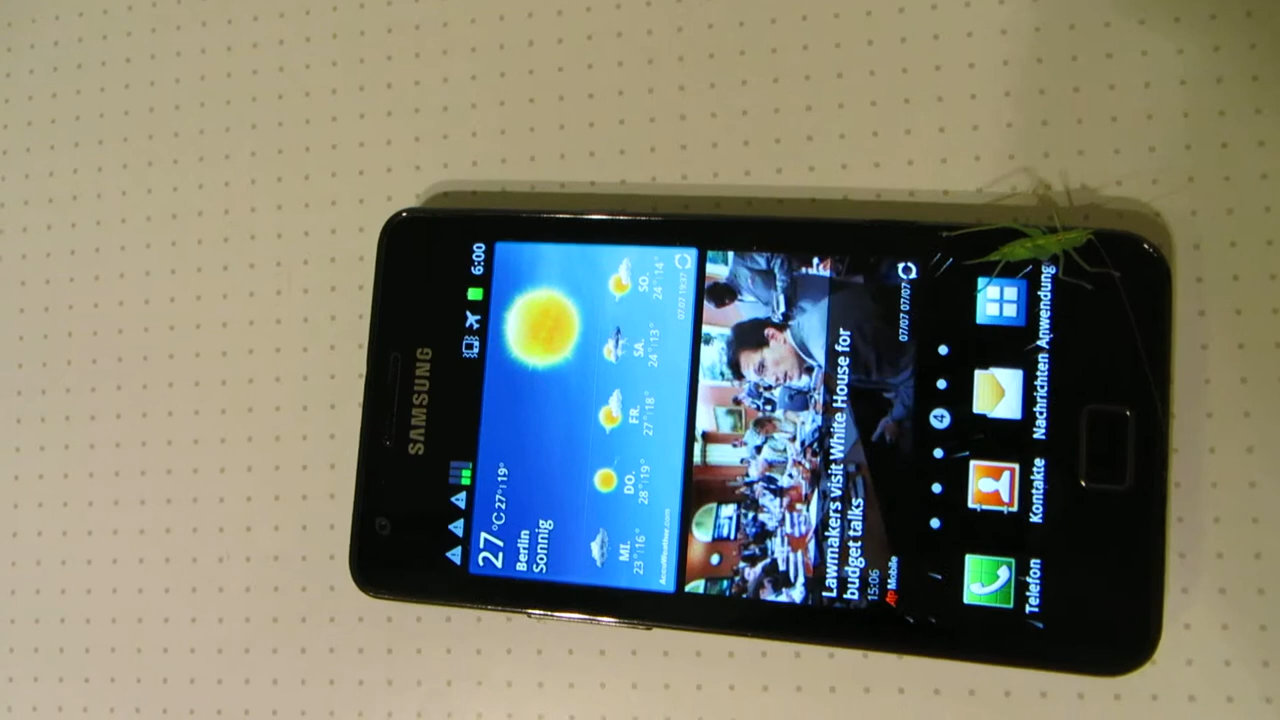 SAMSUNG
6:00
27 °C 27°|19°
Berlin
Sonnig
MI. DO. FR. SA. SO.
23°|16° 28°|19° 27°|18° 24°|13° 24°|14°
AccuWeather.com 07.07 19:37
Lawmakers visit White House for
budget talks
15:06
AP Mobile 07/07 07/07
4
Telefon Kontakte Nachrichten Anwendung